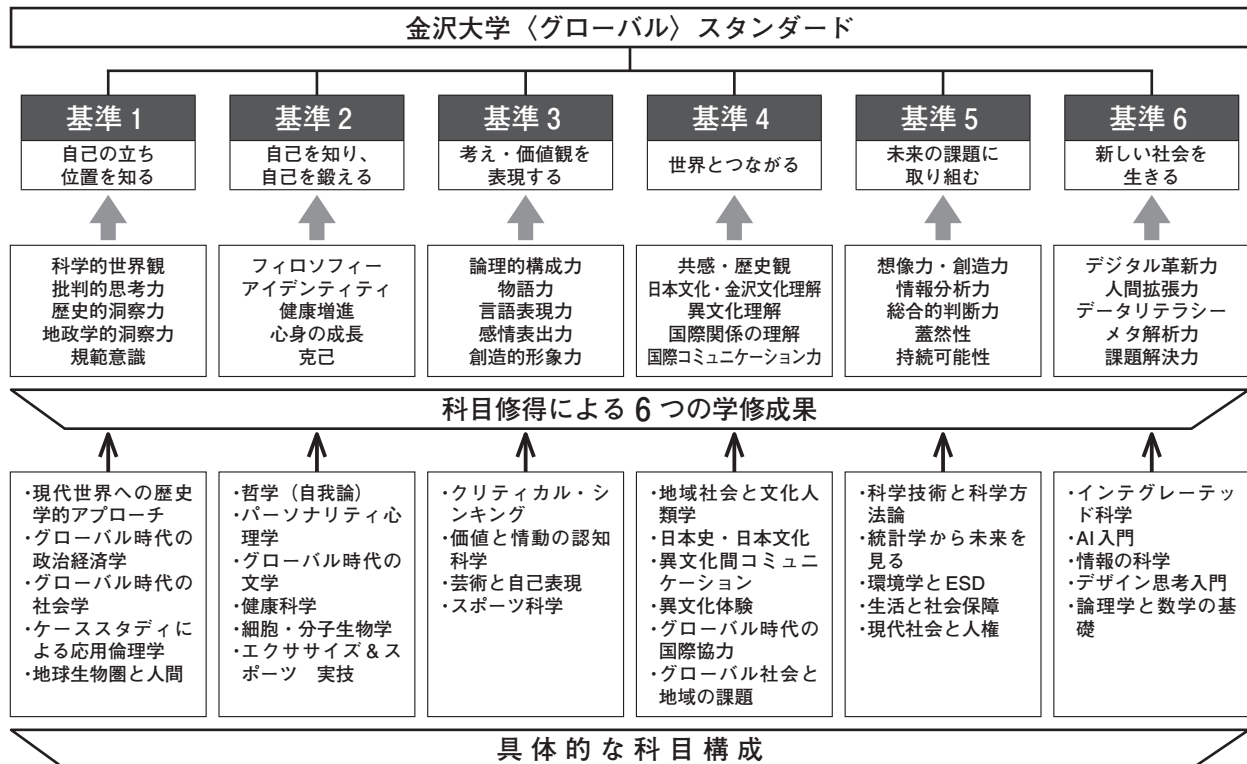 金沢大学〈グローバル〉スタンダード
基準1
自己の立ち
位置を知る
基準2
自己を知り、
自己を鍛える
基準3
考え・価値観を
表現する
基準4
世界とつながる
基準5
未来の課題に
取り組む
基準6
新しい社会を
生きる
科学的世界観
批判的思考力
歴史的洞察力
地政学的洞察力
規範意識
フィロソフィー
アイデンティティ
健康増進
心身の成長
克己
論理的構成力
物語力
言語表現力
感情表出力
創造的形象力
共感・歴史観
日本文化・金沢文化理解
異文化理解
国際関係の理解
国際コミュニケーション力
想像力・創造力
情報分析力
総合的判断力
蓋然性
持続可能性
デジタル革新力
人間拡張力
データリテラシー
メタ解析力
課題解決力
科目修得による6つの学修成果
・現代世界への歴史
学的アプローチ
・グローバル時代の
政治経済学
・グローバル時代の
社会学
・ケーススタディに
よる応用倫理学
・地球生物圏と人間
・哲学（自我論）
・パーソナリティ心
理学
・グローバル時代の
文学
・健康科学
・細胞・分子生物学
・エクササイズ＆ス
ポーツ　実技
・クリティカル・シ
ンキング
・価値と情動の認知
科学
・芸術と自己表現
・スポーツ科学
・地域社会と文化人
類学
・日本史・日本文化
・異文化間コミュニ
ケーション
・異文化体験
・グローバル時代の
国際協力
・グローバル社会と
地域の課題
・科学技術と科学方
法論
・統計学から未来を
見る
・環境学とESD
・生活と社会保障
・現代社会と人権
・インテグレーテッ
ド科学
・AI入門
・情報の科学
・デザイン思考入門
・論理学と数学の基
礎
具体的な科目構成